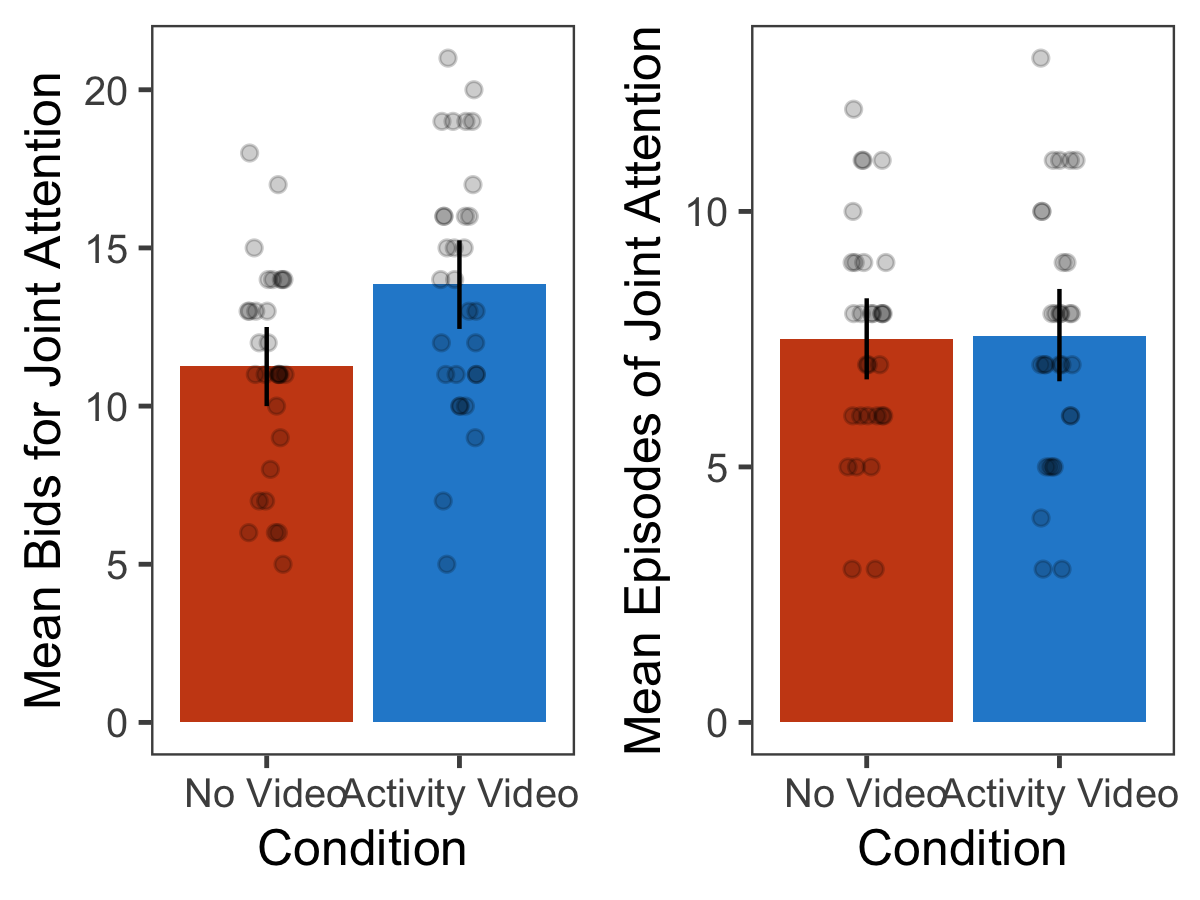 Mean Bids for Joint Attention
20
15
10
5
0
No Video
Activity Video
Condition
Mean Episodes of Joint Attention
10
5
0
No Video
Activity Video
Condition